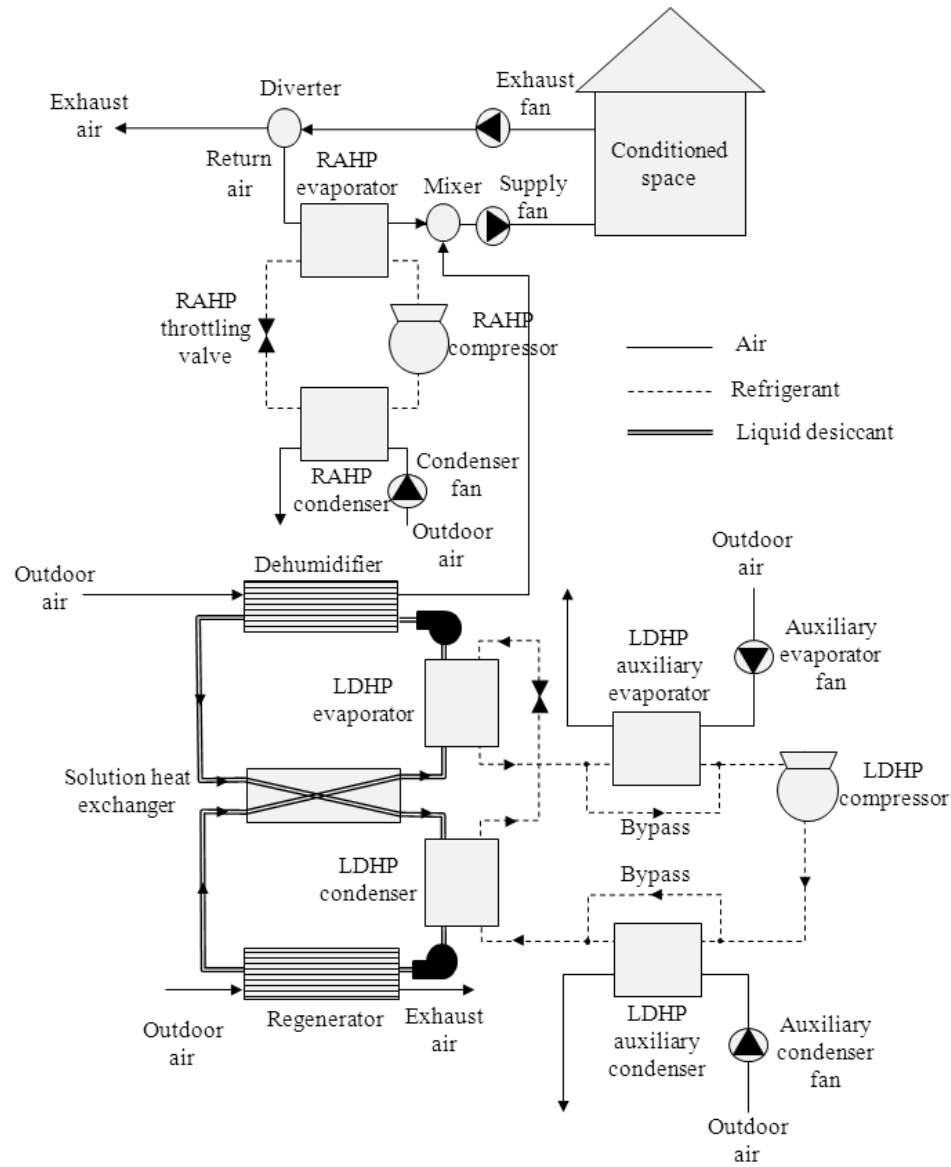 Exhaust
air
Diverter
Exhaust
fan
Return
air
RAHP
evaporator
Mixer
Supply
fan
Conditioned
space
RAHP
throttling
valve
RAHP
compressor
RAHP
condenser
Condenser
fan
Outdoor
air
Air
Refrigerant
Liquid desiccant
Outdoor
air
Dehumidifier
LDHP
evaporator
Solution heat
exchanger
LDHP
condenser
Outdoor
air
Regenerator
Exhaust
air
Outdoor
air
LDHP
auxiliary
evaporator
Auxiliary
evaporator
fan
Bypass
LDHP
compressor
Bypass
LDHP
auxiliary
condenser
Auxiliary
condenser
fan
Outdoor
air